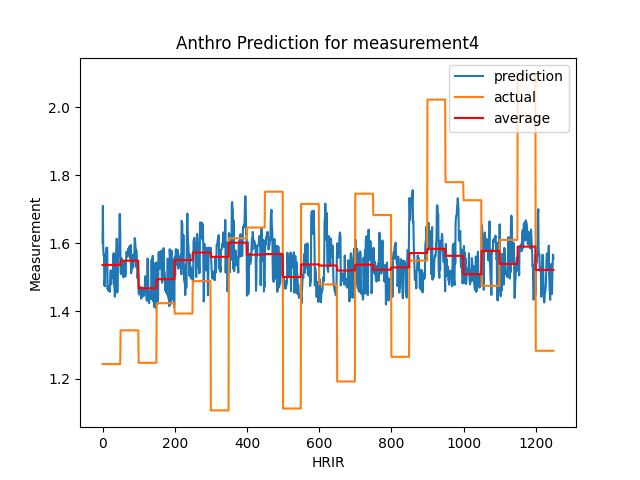 Anthro Prediction for measurement4
prediction
actual
average
Measurement
2.0
1.8
1.6
1.4
1.2
0
200
400
600
800
1000
1200
HRIR